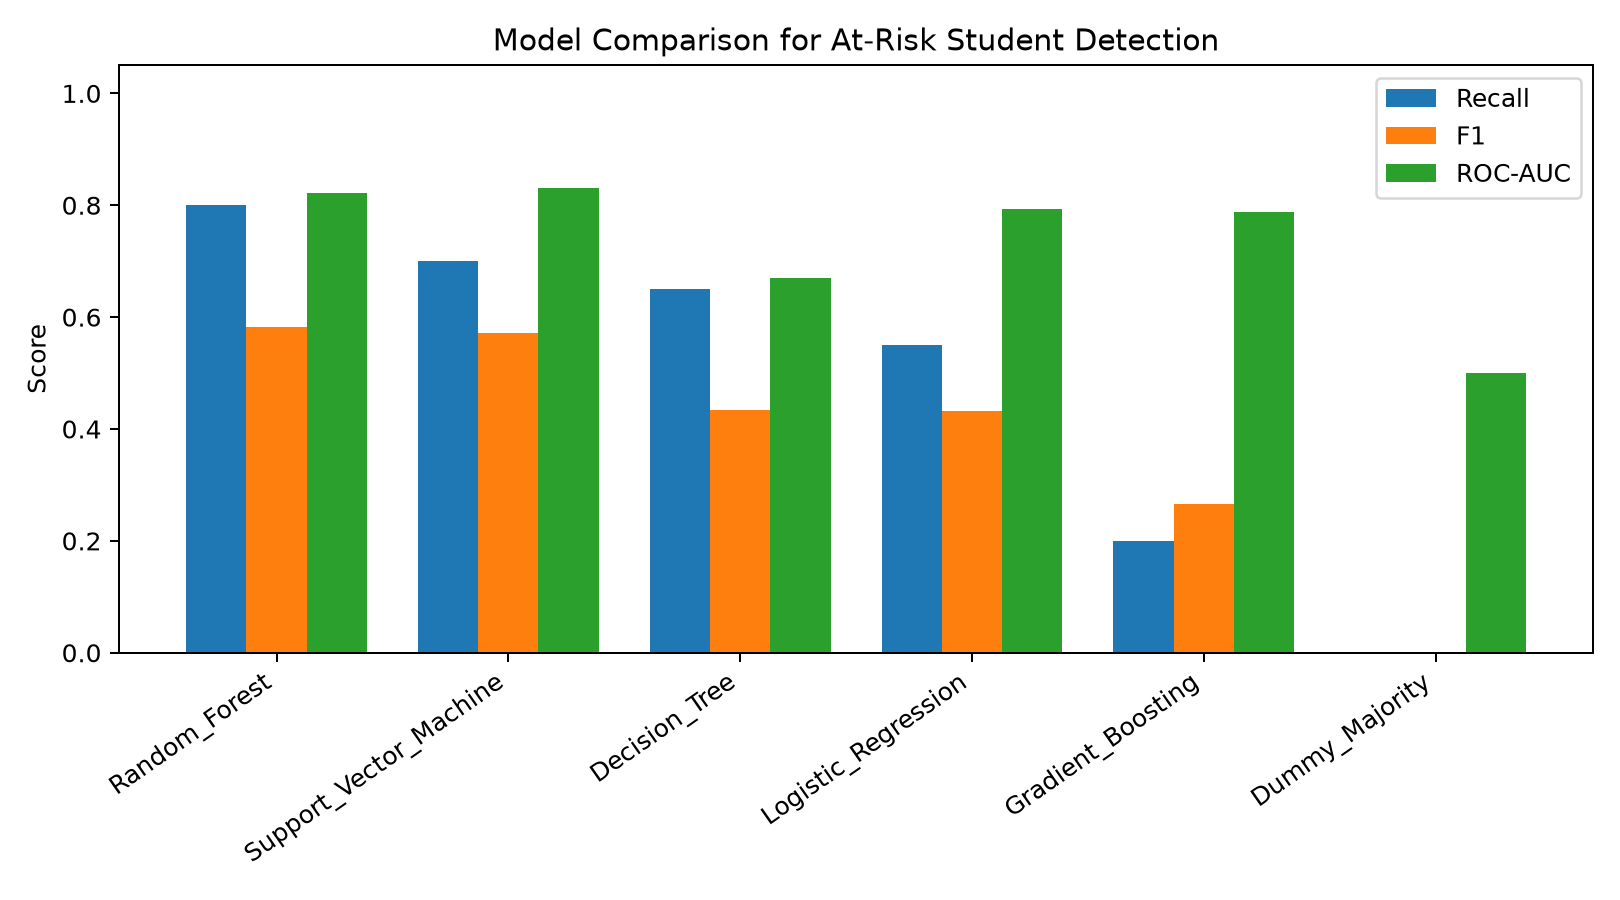 Model Comparison for At-Risk Student Detection
Recall
F1
ROC-AUC
Score
1.0
0.8
0.6
0.4
0.2
0.0
Random_Forest
Support_Vector_Machine
Decision_Tree
Logistic_Regression
Gradient_Boosting
Dummy_Majority